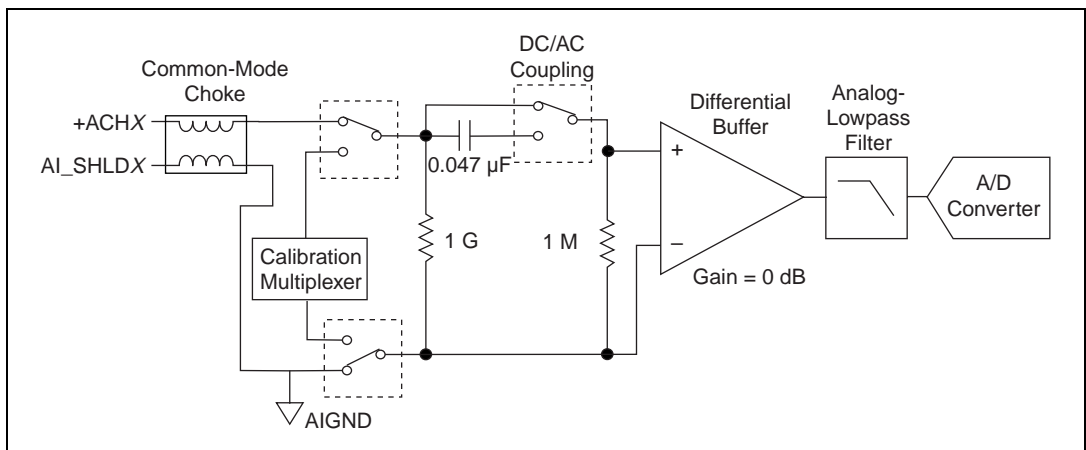 Common-Mode
Choke
+ACHX
AI_SHLDX
DC/AC
Coupling
0.047 µF
1 G
1 M
Calibration
Multiplexer
AIGND
Differential
Buffer
+
–
Gain = 0 dB
Analog-
Lowpass
Filter
A/D
Converter